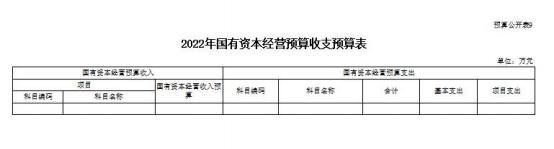 预算公开表9
2022年国有资本经营预算收支预算表
单位：万元
国有资本经营预算收入 国有资本经营预算支出
项目 国有资本经营收入预算 科目编码 科目名称 合计 基本支出 项目支出
科目编码 科目名称